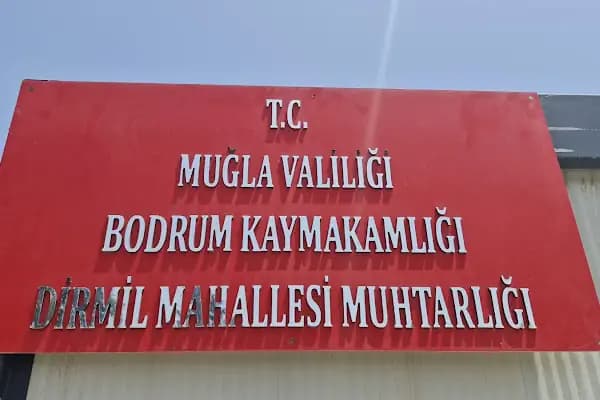 T.C.
MUĞLA VALİLİĞİ
BODRUM KAYMAKAMLIĞI
DİRMİL MAHALLESİ MUHTARLIĞI